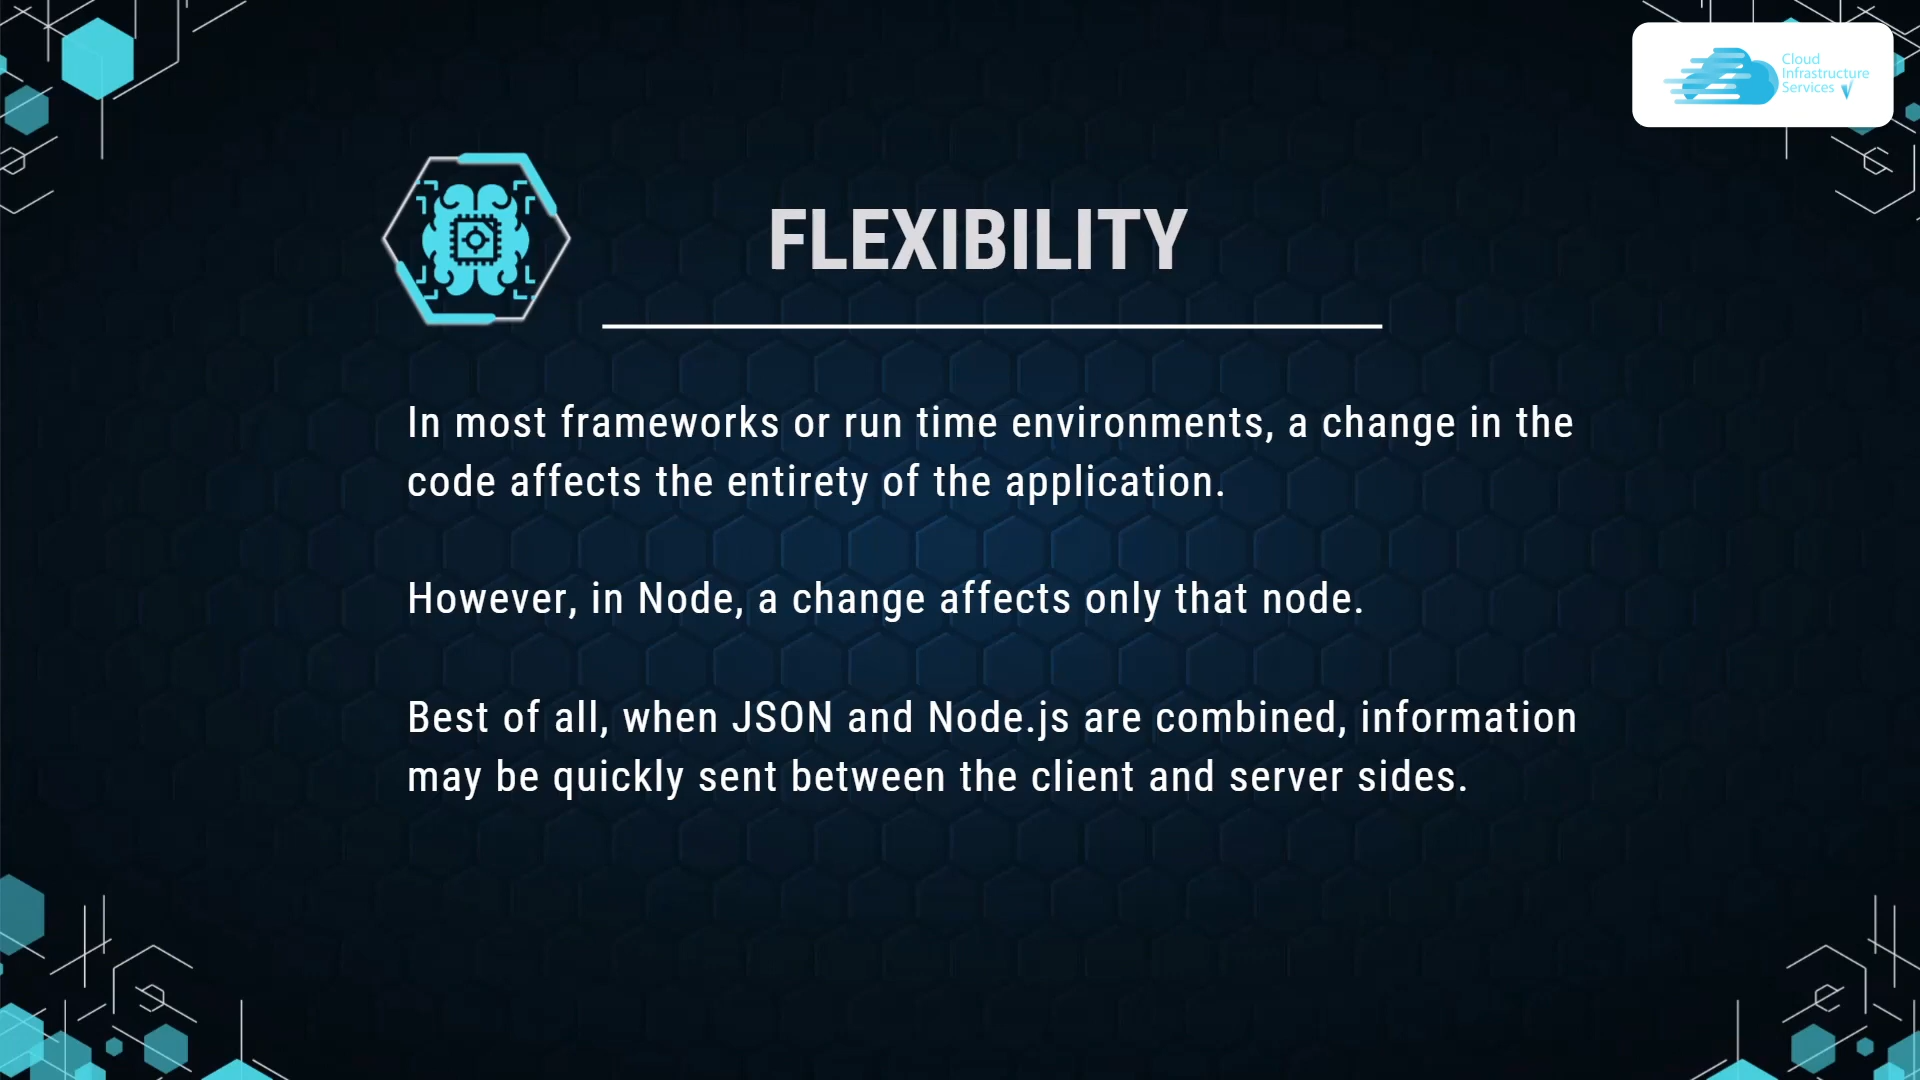 Cloud
Infrastructure
Services
FLEXIBILITY
In most frameworks or run time environments, a change in the
code affects the entirety of the application.
However, in Node, a change affects only that node.
Best of all, when JSON and Node.js are combined, information
may be quickly sent between the client and server sides.